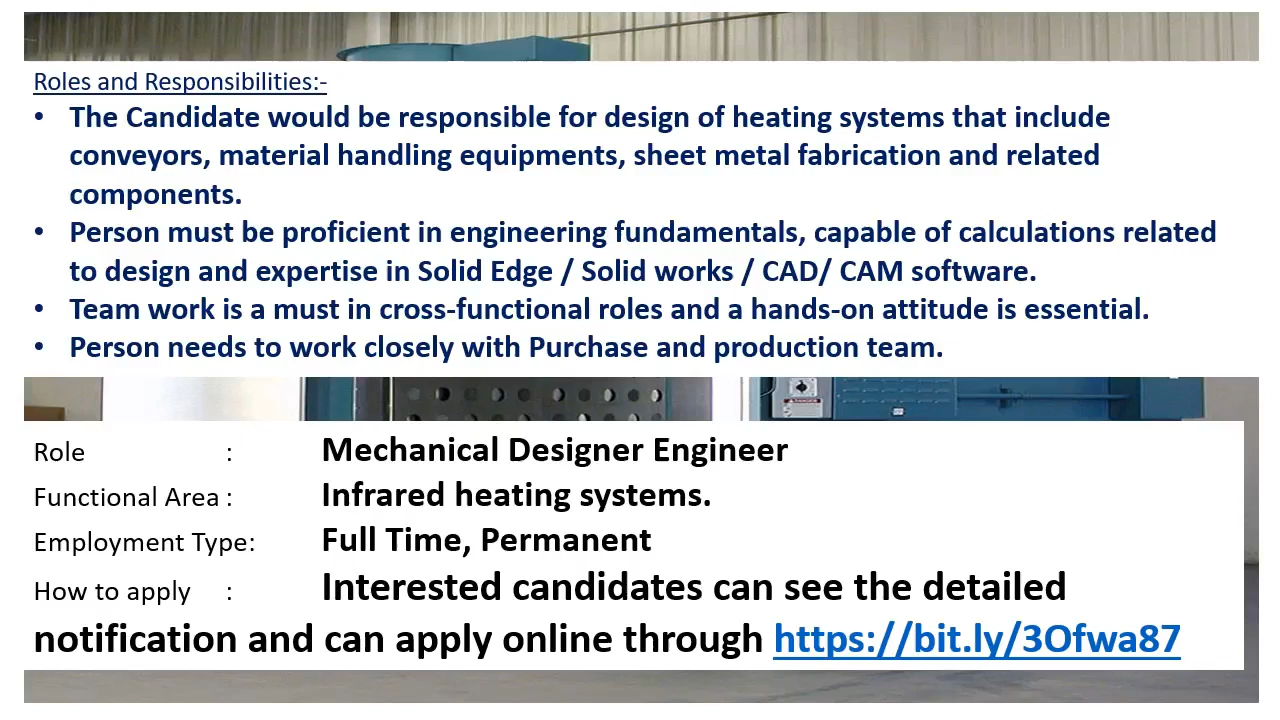 Roles and Responsibilities:-
• The Candidate would be responsible for design of heating systems that include
conveyors, material handling equipments, sheet metal fabrication and related
components.
• Person must be proficient in engineering fundamentals, capable of calculations related
to design and expertise in Solid Edge / Solid works / CAD/ CAM software.
• Team work is a must in cross-functional roles and a hands-on attitude is essential.
• Person needs to work closely with Purchase and production team.
Role : Mechanical Designer Engineer
Functional Area : Infrared heating systems.
Employment Type: Full Time, Permanent
How to apply : Interested candidates can see the detailed
notification and can apply online through https://bit.ly/3Ofwa87